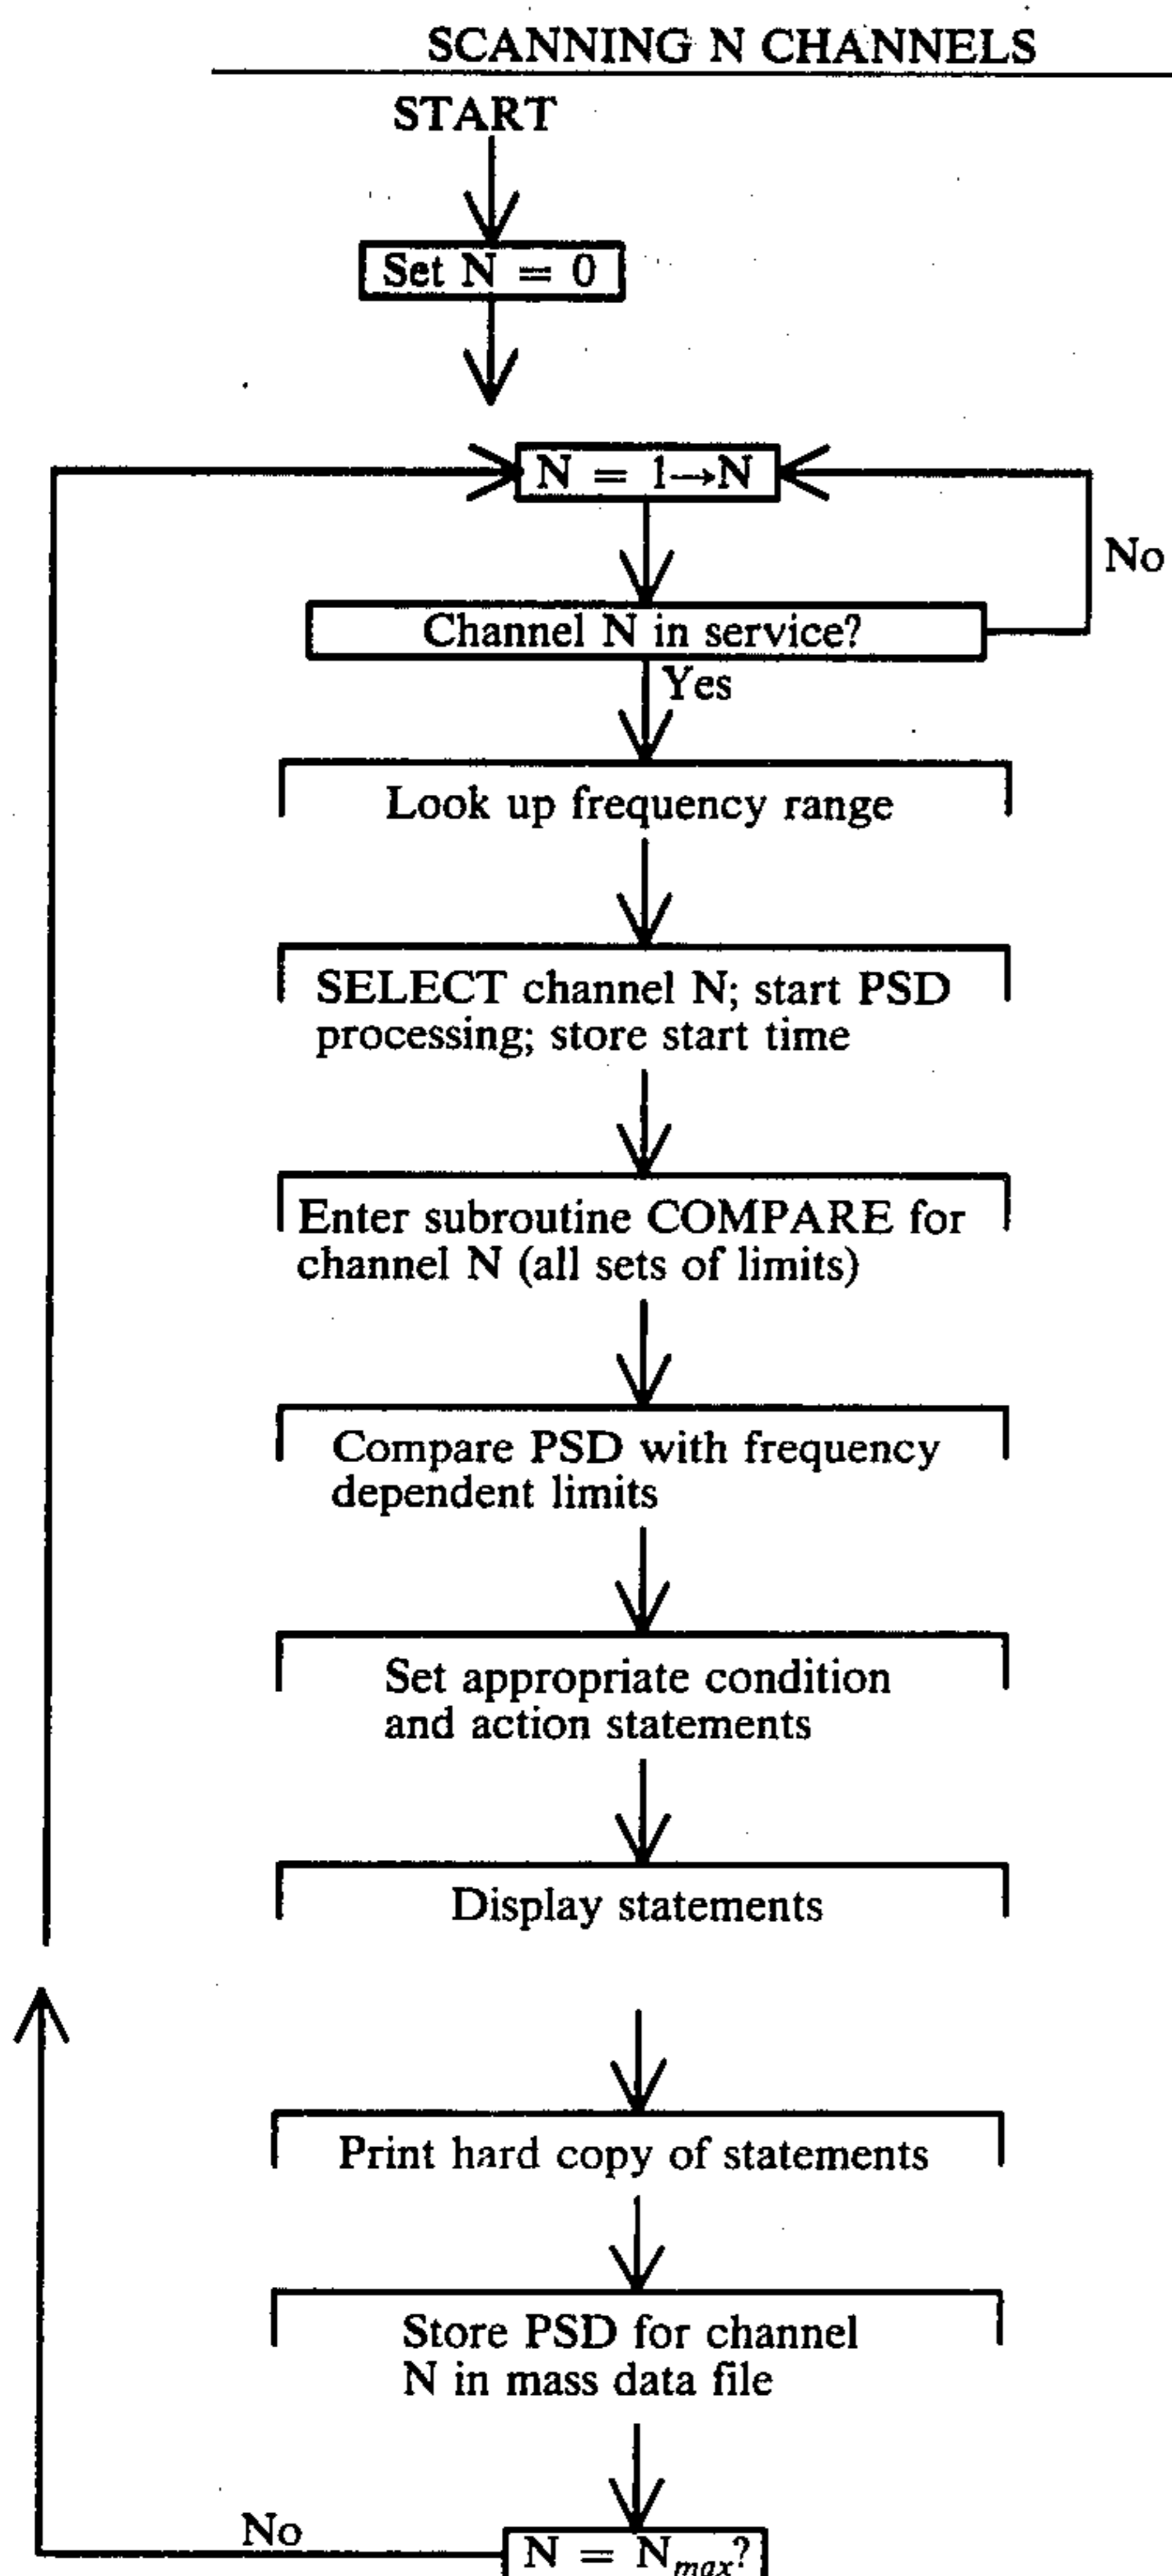 SCANNING N CHANNELS
START
Set N = 0
N = 1→N
No
Channel N in service?
Yes
Look up frequency range
SELECT channel N; start PSD
processing; store start time
Enter subroutine COMPARE for
channel N (all sets of limits)
Compare PSD with frequency
dependent limits
Set appropriate condition
and action statements
Display statements
Print hard copy of statements
Store PSD for channel
N in mass data file
No
N = Nmax?